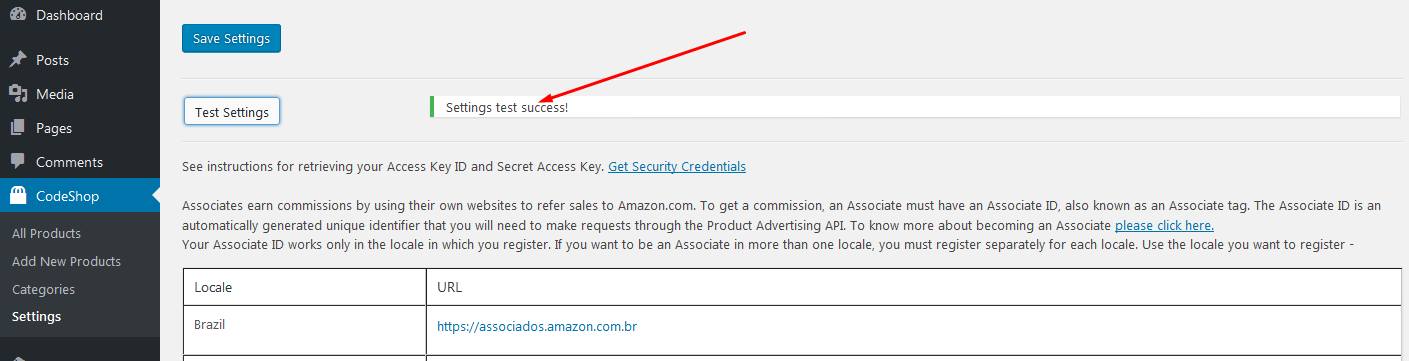 Dashboard
Posts
Media
Pages
Comments
CodeShop
All Products
Add New Products
Categories
Settings
Save Settings
Test Settings
Settings test success!
See instructions for retrieving your Access Key ID and Secret Access Key. Get Security Credentials
Associates earn commissions by using their own websites to refer sales to Amazon.com. To get a commission, an Associate must have an Associate ID, also known as an Associate tag. The Associate ID is an
automatically generated unique identifier that you will need to make requests through the Product Advertising API. To know more about becoming an Associate please click here.
Your Associate ID works only in the locale in which you register. If you want to be an Associate in more than one locale, you must register separately for each locale. Use the locale you want to register -
Locale
URL
Brazil
https://associados.amazon.com.br